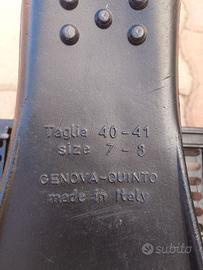 Taglia 40-41
size 7-8
GENOVA-QUINTO
made in Italy
subito